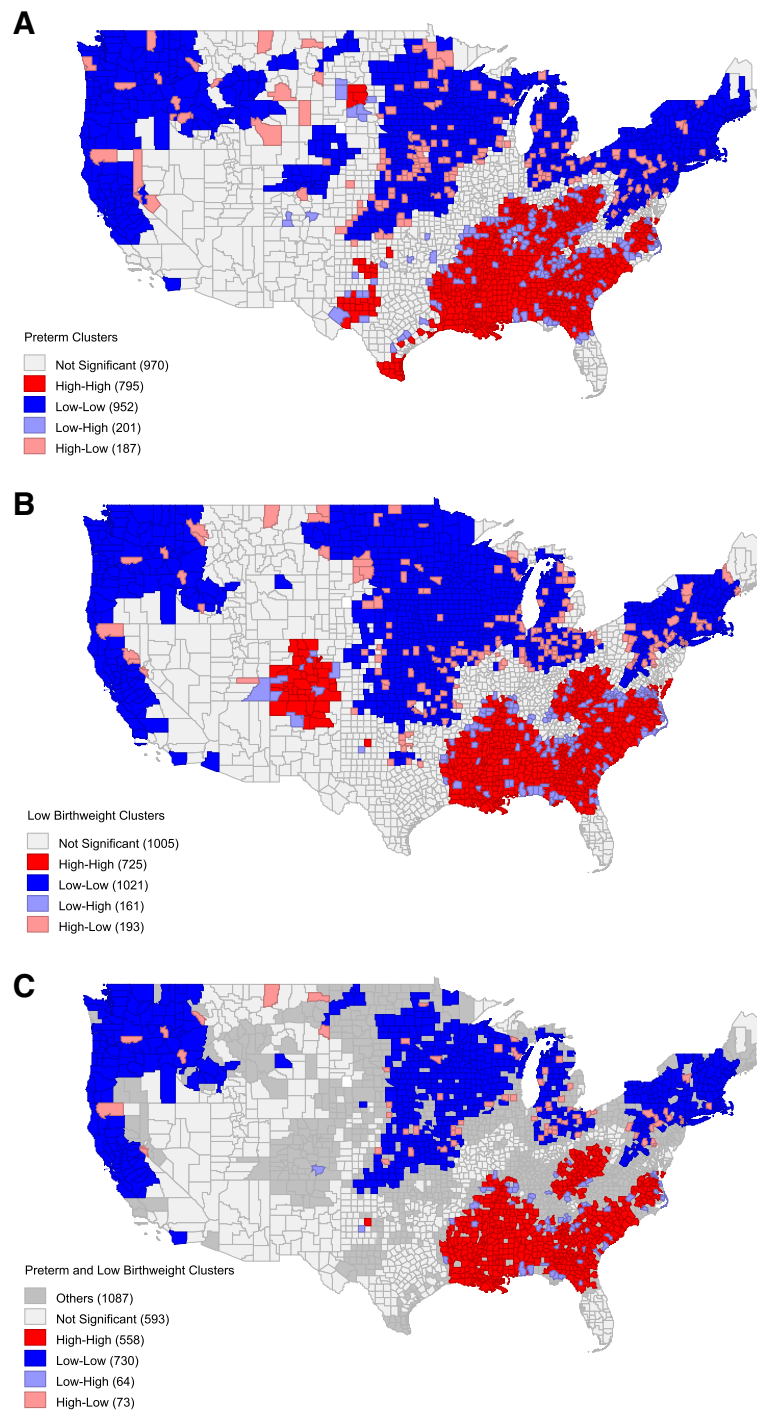 A
Preterm Clusters
Not Significant (970)
High-High (795)
Low-Low (952)
Low-High (201)
High-Low (187)
B
Low Birthweight Clusters
Not Significant (1005)
High-High (725)
Low-Low (1021)
Low-High (161)
High-Low (193)
C
Preterm and Low Birthweight Clusters
Others (1087)
Not Significant (593)
High-High (558)
Low-Low (730)
Low-High (64)
High-Low (73)